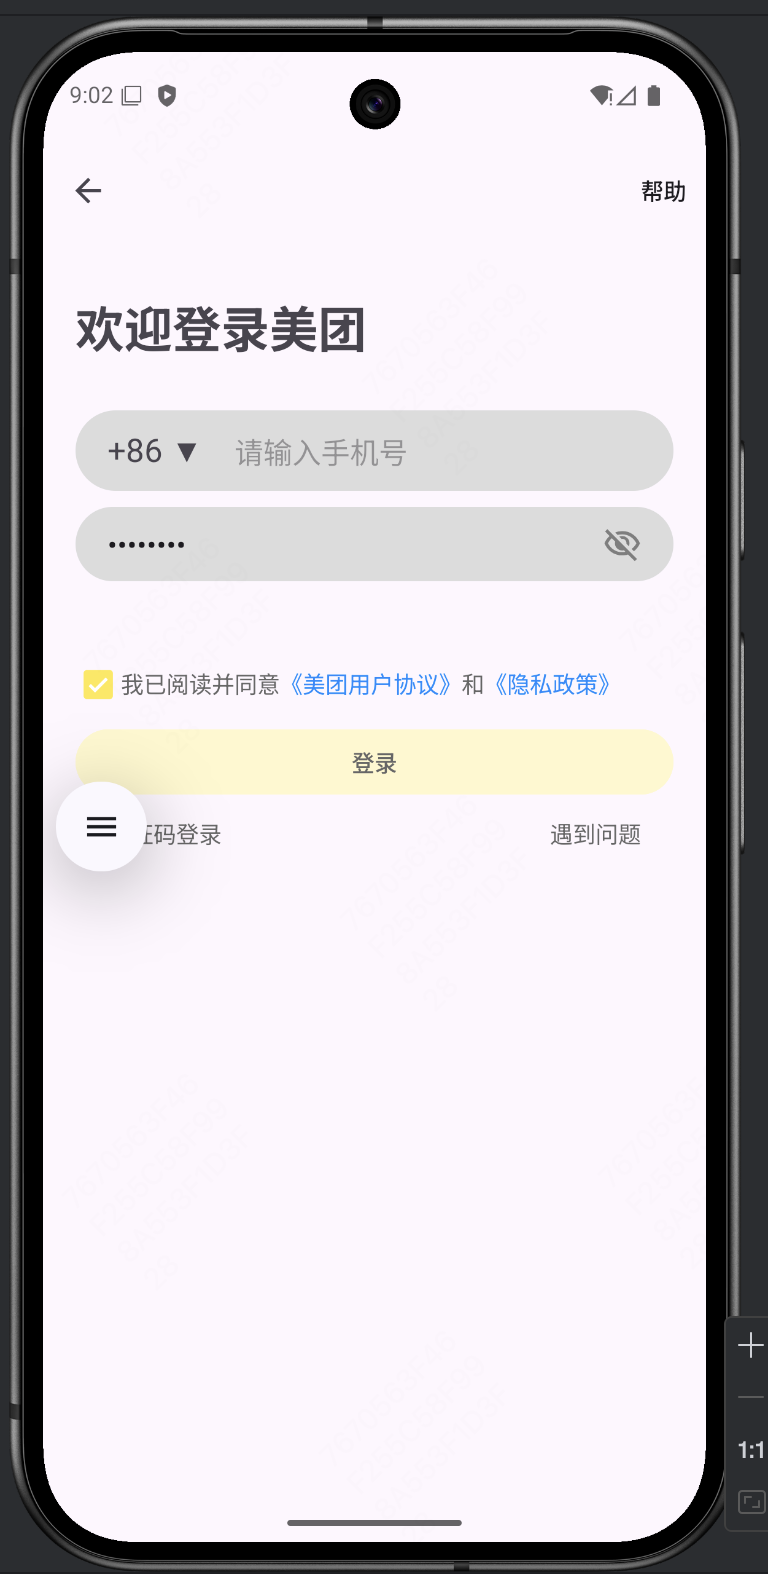 9:02
帮助
欢迎登录美团
+86 ▼ 请输入手机号
••••••••
我已阅读并同意《美团用户协议》和《隐私政策》
登录
证码登录
遇到问题
1:1